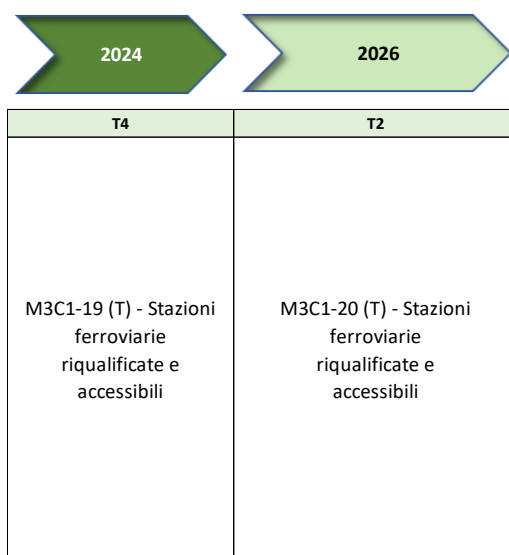 2024
2026
T4
T2
M3C1-19 (T) - Stazioni
ferroviarie
riqualificate e
accessibili
M3C1-20 (T) - Stazioni
ferroviarie
riqualificate e
accessibili